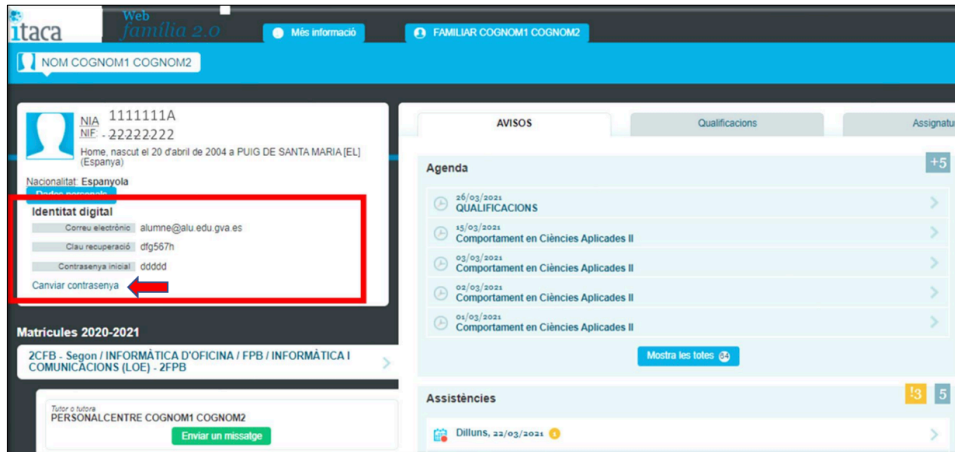 itaca
Web
família 2.0
Més informació
FAMILIAR COGNOM1 COGNOM2
NOM COGNOM1 COGNOM2
NIA 1111111A
NIF: - 22222222
Home, nascut el 20 d'abril de 2004 a PUIG DE SANTA MARIA [EL]
(Espanya)
Nacionalitat: Espanyola
Identitat digital
Correu electrònic alumne@alu.edu.gva.es
Clau recuperació dfg567h
Contrasenya inicial ddddd
Canviar contrasenya
Matrícules 2020-2021
2CFB - Segon / INFORMÀTICA D'OFICINA / FPB / INFORMÀTICA I
COMUNICACIONS (LOE) - 2FPB
Tutor o tutora
PERSONALCENTRE COGNOM1 COGNOM2
Enviar un missatge
AVISOS
Qualificacions
Assignatu
Agenda
+5
26/03/2021
QUALIFICACIONS
15/03/2021
Comportament en Ciències Aplicades II
03/03/2021
Comportament en Ciències Aplicades II
02/03/2021
Comportament en Ciències Aplicades II
01/03/2021
Comportament en Ciències Aplicades II
Mostra les totes
Assistències
!3 5
Dilluns, 22/03/2021